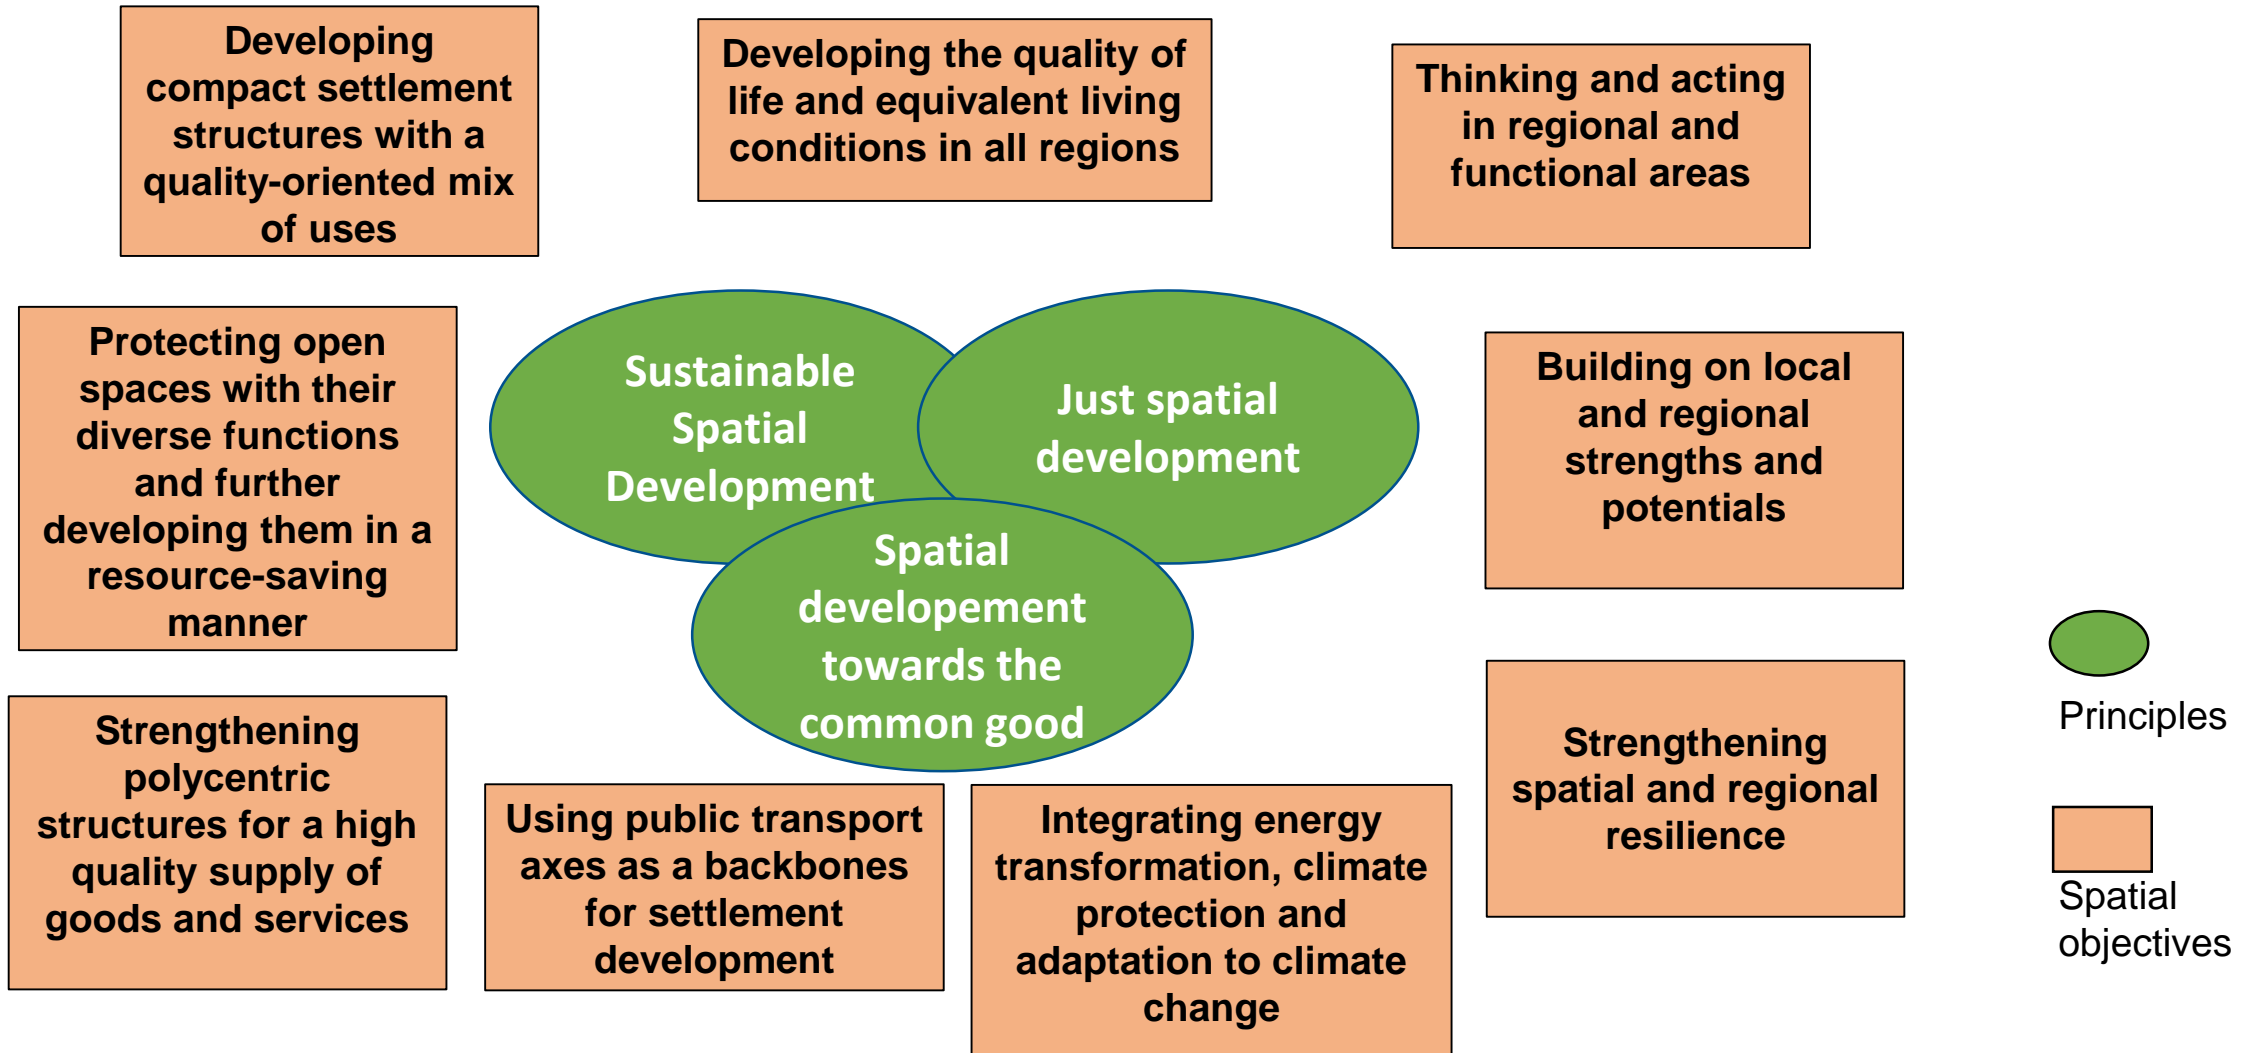 Developing
compact settlement
structures with a
quality-oriented mix
of uses
Developing the quality of
life and equivalent living
conditions in all regions
Thinking and acting
in regional and
functional areas
Protecting open
spaces with their
diverse functions
and further
developing them in a
resource-saving
manner
Sustainable
Spatial
Development
Just spatial
development
Spatial
developement
towards the
common good
Building on local
and regional
strengths and
potentials
Strengthening
polycentric
structures for a high
quality supply of
goods and services
Using public transport
axes as a backbones
for settlement
development
Integrating energy
transformation, climate
protection and
adaptation to climate
change
Strengthening
spatial and regional
resilience
Principles
Spatial
objectives